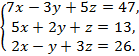 7x − 3y + 5z = 47,
5x + 2y + z = 13,
2x − y + 3z = 26.